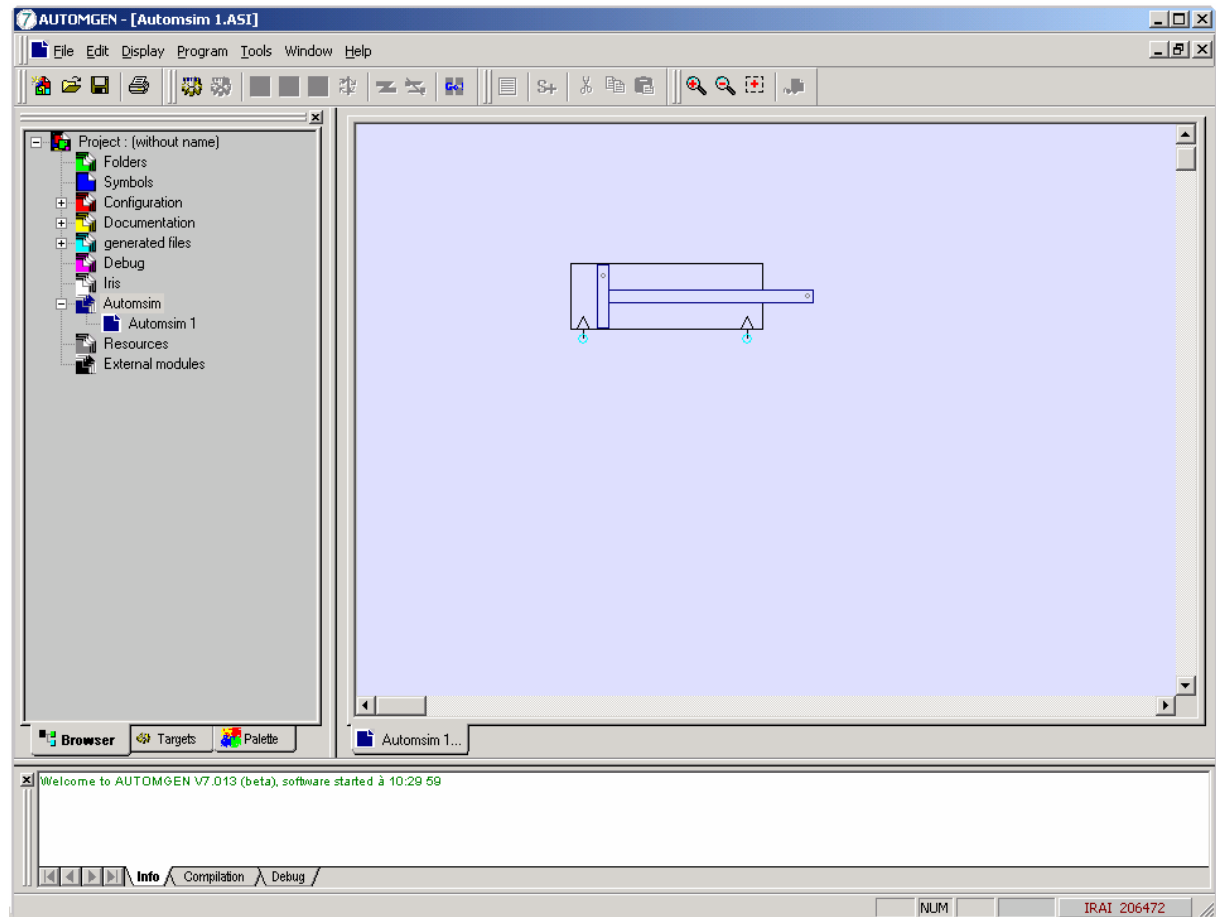 AUTOMGEN - [Automsim 1.ASI]
File Edit Display Program Tools Window Help
Project : (without name)
Folders
Symbols
Configuration
Documentation
generated files
Debug
Iris
Automsim
Automsim 1
Resources
External modules
Browser Targets Palette
Automsim 1...
Welcome to AUTOMGEN V7.013 (beta), software started à 10:29 59
Info Compilation Debug
NUM IRAI 206472